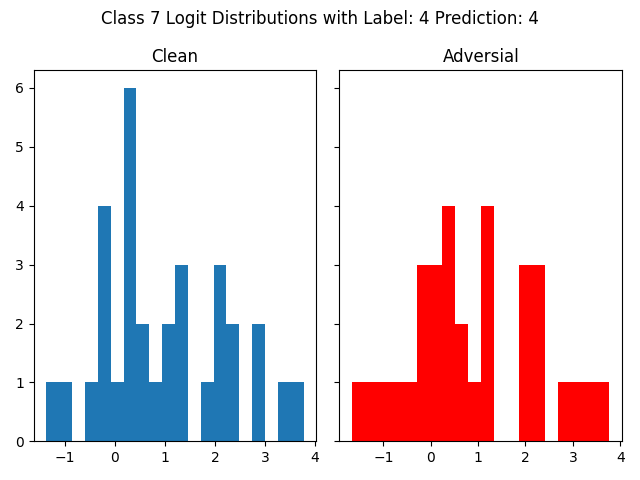 Class 7 Logit Distributions with Label: 4 Prediction: 4
Clean
Adversial
6
5
4
3
2
1
0
−1 0 1 2 3 4
−1 0 1 2 3 4